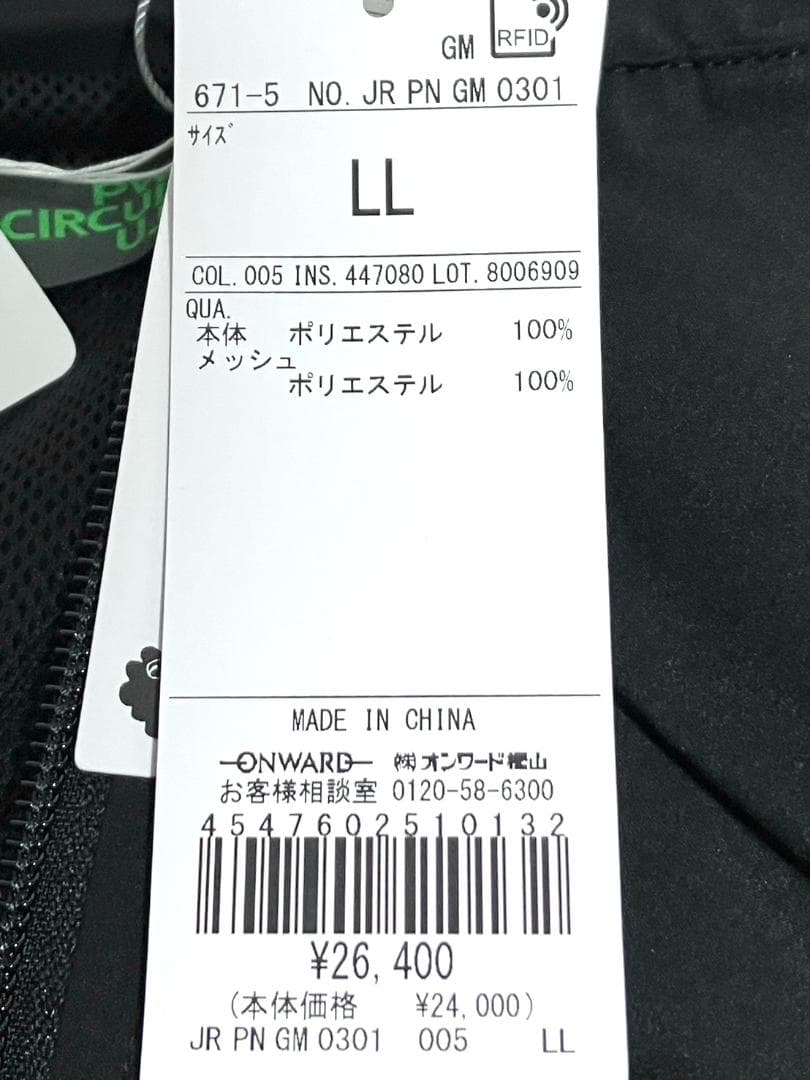 GM
RFID
671-5 NO. JR PN GM 0301
サイズ
LL
COL. 005 INS. 447080 LOT. 8006909
QUA.
本体 ポリエステル 100%
メッシュ
ポリエステル 100%
MADE IN CHINA
ONWARD ㈱オンワード樫山
お客様相談室 0120-58-6300
4547602510132
¥26,400
(本体価格 ¥24,000)
JR PN GM 0301 005 LL